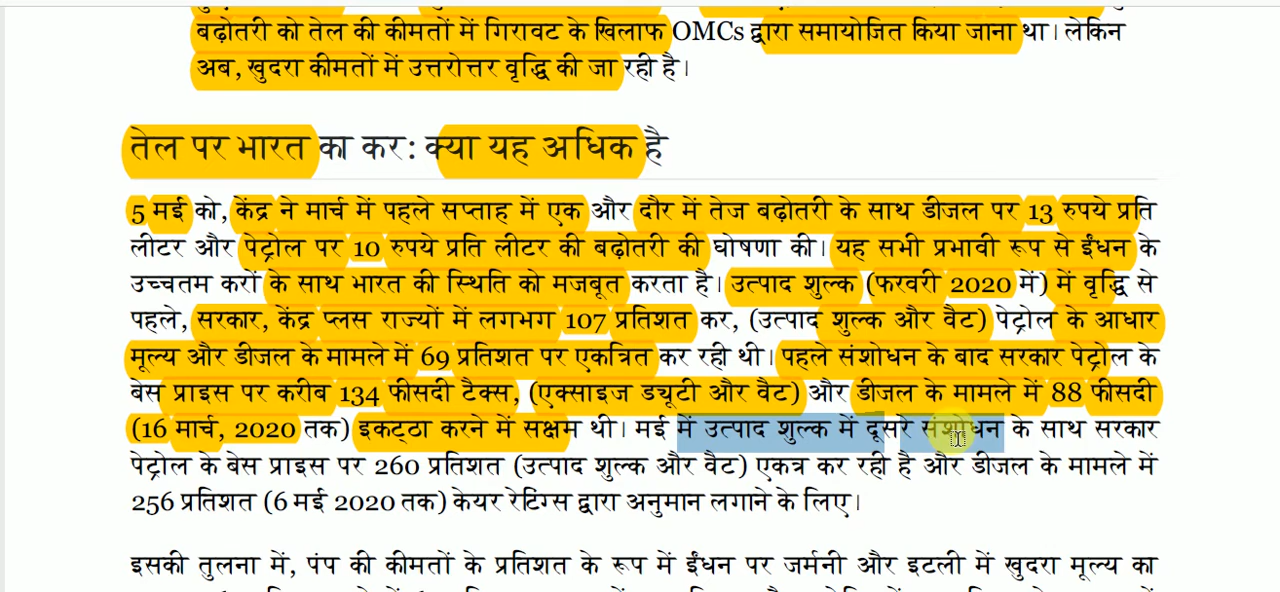 बढ़ोतरी को तेल की कीमतों में गिरावट के खिलाफ OMCs द्वारा समायोजित किया जाना था। लेकिन
अब, खुदरा कीमतों में उत्तरोत्तर वृद्धि की जा रही है।
तेल पर भारत का कर: क्या यह अधिक है
5 मई को, केंद्र ने मार्च में पहले सप्ताह में एक और दौर में तेज बढ़ोतरी के साथ डीजल पर 13 रुपये प्रति
लीटर और पेट्रोल पर 10 रुपये प्रति लीटर की बढ़ोतरी की घोषणा की। यह सभी प्रभावी रूप से ईंधन के
उच्चतम करों के साथ भारत की स्थिति को मजबूत करता है। उत्पाद शुल्क (फरवरी 2020 में) में वृद्धि से
पहले, सरकार, केंद्र प्लस राज्यों में लगभग 107 प्रतिशत कर, (उत्पाद शुल्क और वैट) पेट्रोल के आधार
मूल्य और डीजल के मामले में 69 प्रतिशत पर एकत्रित कर रही थी। पहले संशोधन के बाद सरकार पेट्रोल के
बेस प्राइस पर करीब 134 फीसदी टैक्स, (एक्साइज ड्यूटी और वैट) और डीजल के मामले में 88 फीसदी
(16 मार्च, 2020 तक) इकट्ठा करने में सक्षम थी। मई में उत्पाद शुल्क में दूसरे संशोधन के साथ सरकार
पेट्रोल के बेस प्राइस पर 260 प्रतिशत (उत्पाद शुल्क और वैट) एकत्र कर रही है और डीजल के मामले में
256 प्रतिशत (6 मई 2020 तक) केयर रेटिंग्स द्वारा अनुमान लगाने के लिए।
इसकी तुलना में, पंप की कीमतों के प्रतिशत के रूप में ईंधन पर जर्मनी और इटली में खुदरा मूल्य का